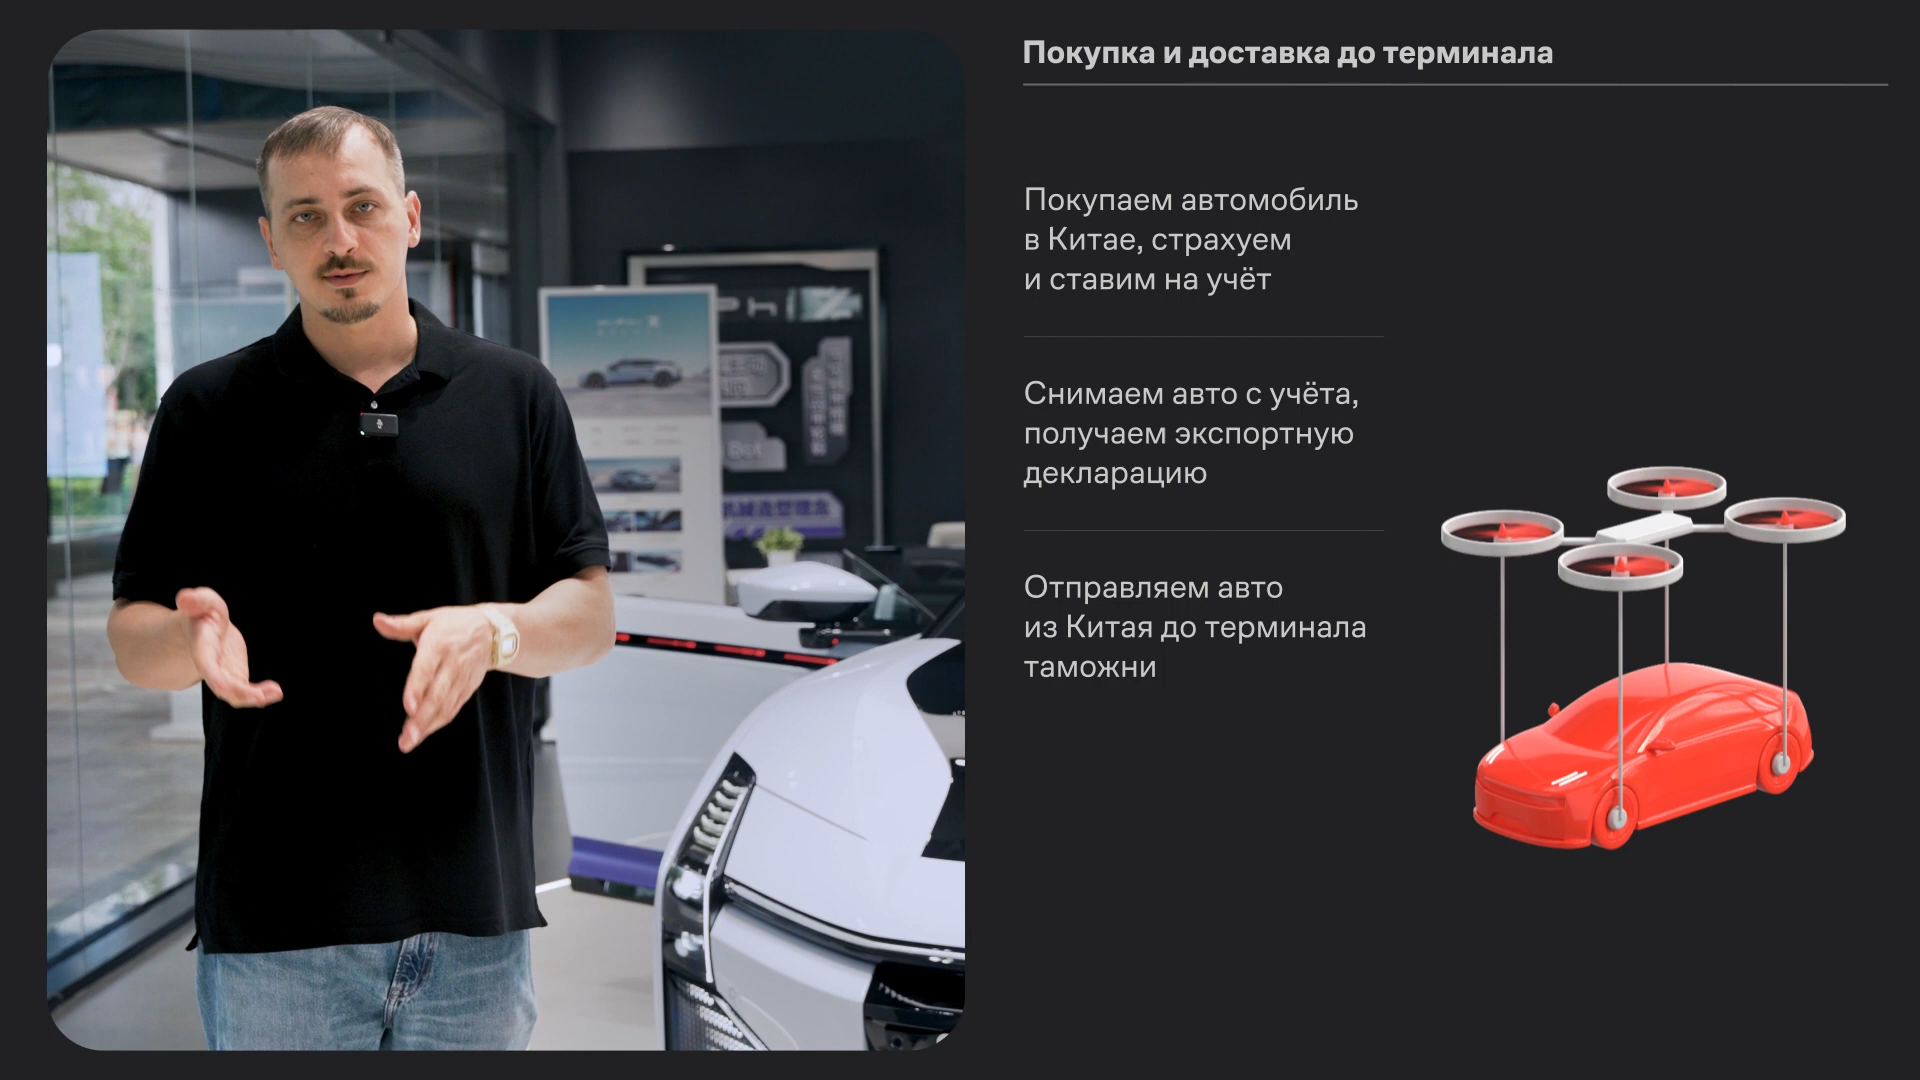 Покупка и доставка до терминала
Покупаем автомобиль
в Китае, страхуем
и ставим на учёт
Снимаем авто с учёта,
получаем экспортную
декларацию
Отправляем авто
из Китая до терминала
таможни